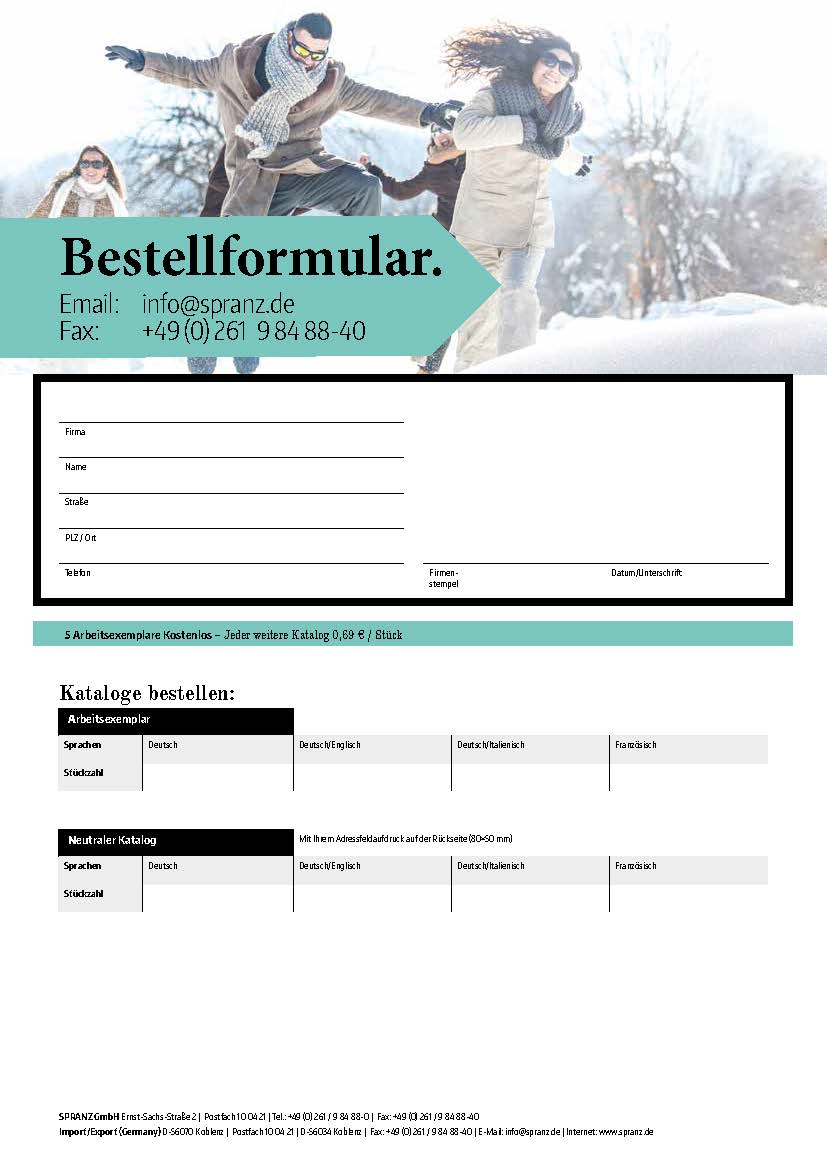 Bestellformular.
Email: info@spranz.de
Fax: +49 (0) 261 9 84 88-40
Firma
Name
Straße
PLZ / Ort
Telefon
Firmen-
stempel
Datum/Unterschrift
5 Arbeitsexemplare Kostenlos – Jeder weitere Katalog 0,69 € / Stück
Kataloge bestellen:
Arbeitsexemplar
Sprachen Deutsch Deutsch/Englisch Deutsch/Italienisch Französisch
Stückzahl
Neutraler Katalog Mit Ihrem Adressfeldaufdruck auf der Rückseite (80×50 mm)
Sprachen Deutsch Deutsch/Englisch Deutsch/Italienisch Französisch
Stückzahl
SPRANZ GmbH Ernst-Sachs-Straße 2 | Postfach 10 04 21 | Tel.: +49 (0) 261 / 9 84 88-0 | Fax: +49 (0) 261 / 9 84 88-40
Import/Export (Germany) D-56070 Koblenz | Postfach 10 04 21 | D-56034 Koblenz | Fax: +49 (0) 261 / 9 84 88-40 | E-Mail: info@spranz.de | Internet: www.spranz.de